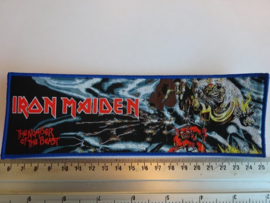 IRON MAIDEN
THE NUMBER
OF THE BEAST